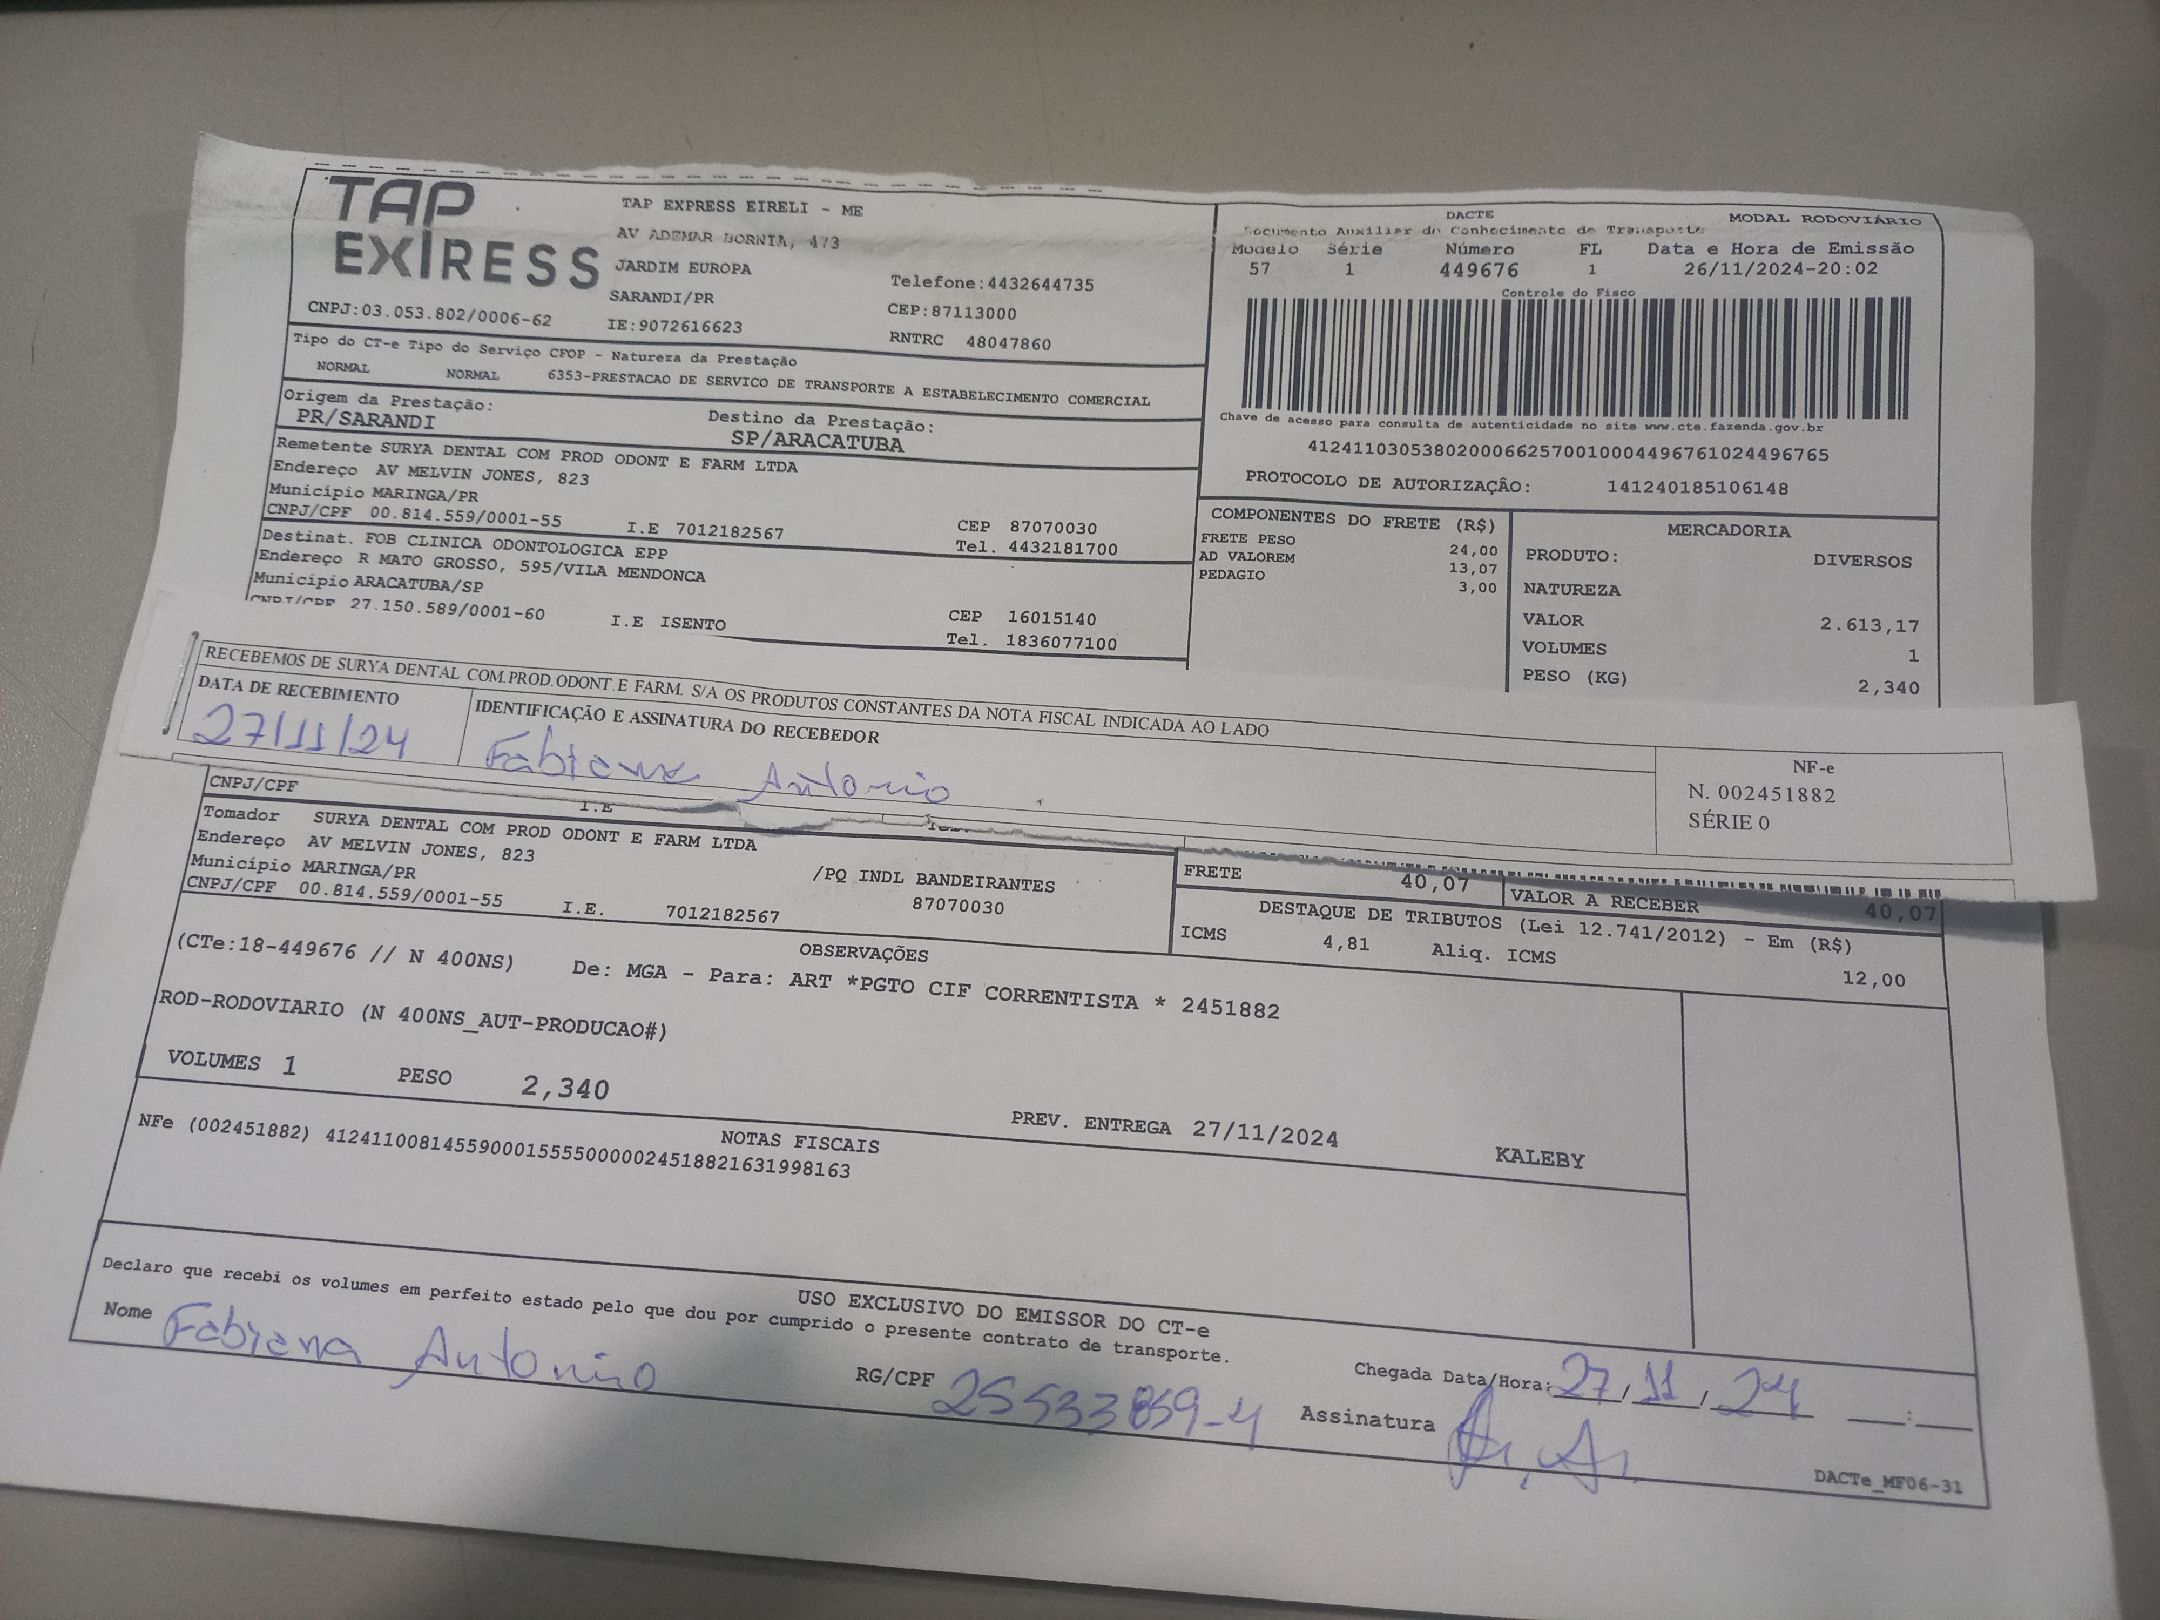 TAP
EXIRESS
TAP EXPRESS EIRELI - ME
AV ADEMAR BORNIA, 473
JARDIM EUROPA
Telefone:4432644735
SARANDI/PR
CEP:87113000
CNPJ:03.053.802/0006-62
IE:9072616623
RNTRC 48047860
DACTE
MODAL RODOVIÁRIO
Documento Auxiliar do Conhecimento de Transporte
Modelo Série Número FL Data e Hora de Emissão
57 1 449676 1 26/11/2024-20:02
Controle do Fisco
Chave de acesso para consulta de autenticidade no site www.cte.fazenda.gov.br
41241103053802000662570010004496761024496765
PROTOCOLO DE AUTORIZAÇÃO: 141240185106148
Tipo do CT-e Tipo do Serviço CFOP - Natureza da Prestação
NORMAL NORMAL 6353-PRESTACAO DE SERVICO DE TRANSPORTE A ESTABELECIMENTO COMERCIAL
Origem da Prestação: Destino da Prestação:
PR/SARANDI SP/ARACATUBA
Remetente SURYA DENTAL COM PROD ODONT E FARM LTDA
Endereço AV MELVIN JONES, 823
Município MARINGA/PR CEP 87070030
CNPJ/CPF 00.814.559/0001-55 I.E 7012182567 Tel. 4432181700
Destinat. FOB CLINICA ODONTOLOGICA EPP
Endereço R MATO GROSSO, 595/VILA MENDONCA
Município ARACATUBA/SP CEP 16015140
CNPJ/CPF 27.150.589/0001-60 I.E ISENTO Tel. 1836077100
COMPONENTES DO FRETE (R$)
FRETE PESO 24,00
AD VALOREM 13,07
PEDAGIO 3,00
MERCADORIA
PRODUTO: DIVERSOS
NATUREZA
VALOR 2.613,17
VOLUMES 1
PESO (KG) 2,340
RECEBEMOS DE SURYA DENTAL COM.PROD.ODONT.E FARM. S/A OS PRODUTOS CONSTANTES DA NOTA FISCAL INDICADA AO LADO
DATA DE RECEBIMENTO
27/11/24
IDENTIFICAÇÃO E ASSINATURA DO RECEBEDOR
Fabiana Antonio
NF-e
N. 002451882
SÉRIE 0
CNPJ/CPF I.E
Tomador SURYA DENTAL COM PROD ODONT E FARM LTDA
Endereço AV MELVIN JONES, 823 /PQ INDL BANDEIRANTES
Município MARINGA/PR 87070030
CNPJ/CPF 00.814.559/0001-55 I.E. 7012182567
FRETE 40,07 VALOR A RECEBER 40,07
DESTAQUE DE TRIBUTOS (Lei 12.741/2012) - Em (R$)
ICMS 4,81 Aliq. ICMS 12,00
OBSERVAÇÕES
(CTe:18-449676 // N 400NS) De: MGA - Para: ART *PGTO CIF CORRENTISTA * 2451882
ROD-RODOVIARIO (N 400NS_AUT-PRODUCAO#)
VOLUMES 1 PESO 2,340 PREV. ENTREGA 27/11/2024 KALEBY
NOTAS FISCAIS
NFe (002451882) 41241100814559000155550000024518821631998163
USO EXCLUSIVO DO EMISSOR DO CT-e
Declaro que recebi os volumes em perfeito estado pelo que dou por cumprido o presente contrato de transporte.
Nome Fabiana Antonio RG/CPF 25533859-4
Chegada Data/Hora: 27/11/24 :
Assinatura
DACTe_MF06-31